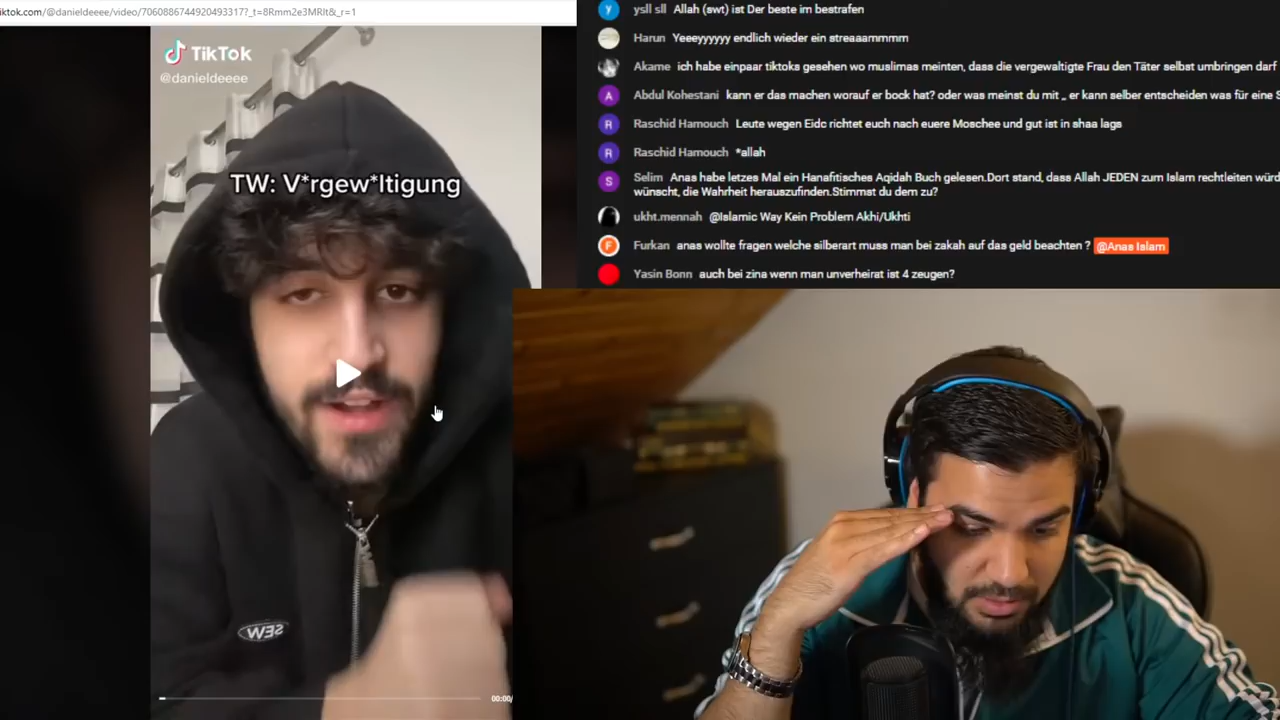 iktok.com/@danieldeeee/video/7060886744920493317?_t=8Rmm2e3MRlt&_r=1
TikTok
@danieldeeee
TW: V*rgew*ltigung
SEW
00:00/
ysll sll Allah (swt) ist Der beste im bestrafen
Harun Yeeeyyyyy endlich wieder ein streaaammmm
Akame ich habe einpaar tiktoks gesehen wo muslimas meinten, dass die vergewaltigte Frau den Täter selbst umbringen darf
A Abdul Kohestani kann er das machen worauf er bock hat? oder was meinst du mit ,, er kann selber entscheiden was für eine S
R Raschid Hamouch Leute wegen Eidc richtet euch nach euere Moschee und gut ist in shaa lags
R Raschid Hamouch *allah
S Selim Anas habe letzes Mal ein Hanafitisches Aqidah Buch gelesen.Dort stand, dass Allah JEDEN zum Islam rechtleiten würd
wünscht, die Wahrheit herauszufinden.Stimmst du dem zu?
ukht.mennah @Islamic Way Kein Problem Akhi/Ukhti
F Furkan anas wollte fragen welche silberart muss man bei zakah auf das geld beachten ? @Anas Islam
Yasin Bonn auch bei zina wenn man unverheirat ist 4 zeugen?